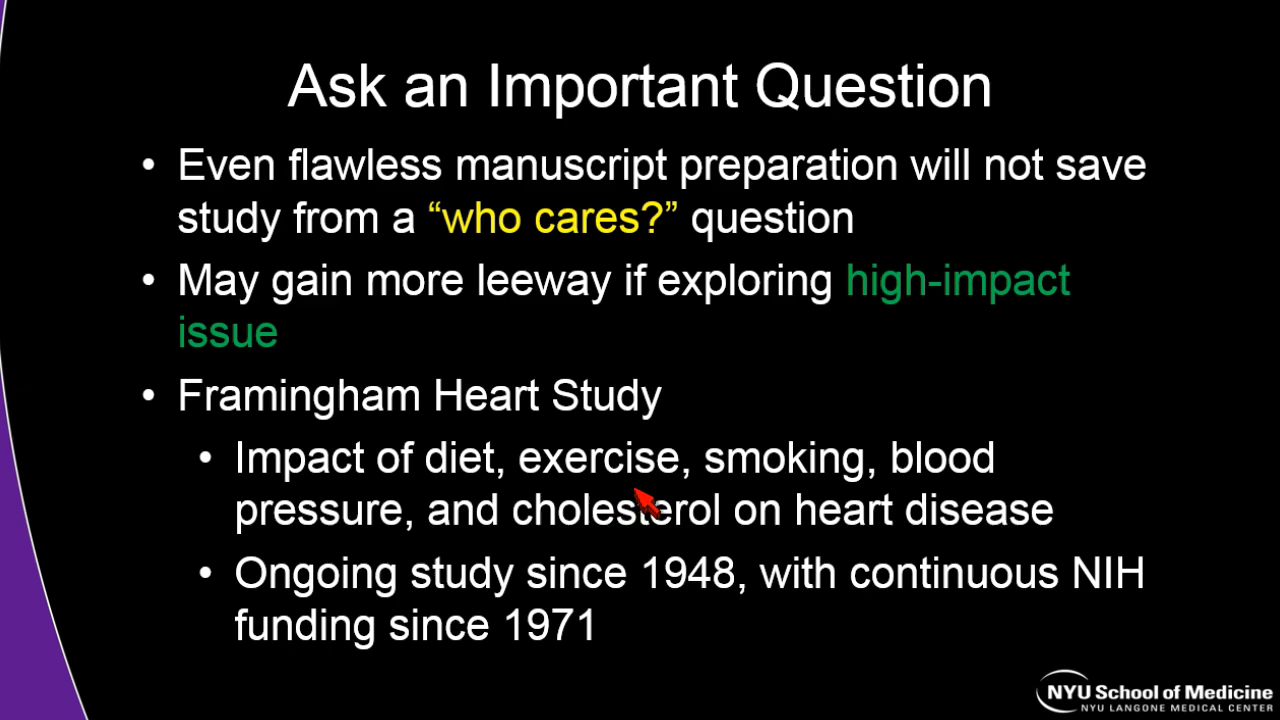 Ask an Important Question
• Even flawless manuscript preparation will not save
study from a “who cares?” question
• May gain more leeway if exploring high-impact
issue
• Framingham Heart Study
• Impact of diet, exercise, smoking, blood
pressure, and cholesterol on heart disease
• Ongoing study since 1948, with continuous NIH
funding since 1971
NYU School of Medicine
NYU LANGONE MEDICAL CENTER